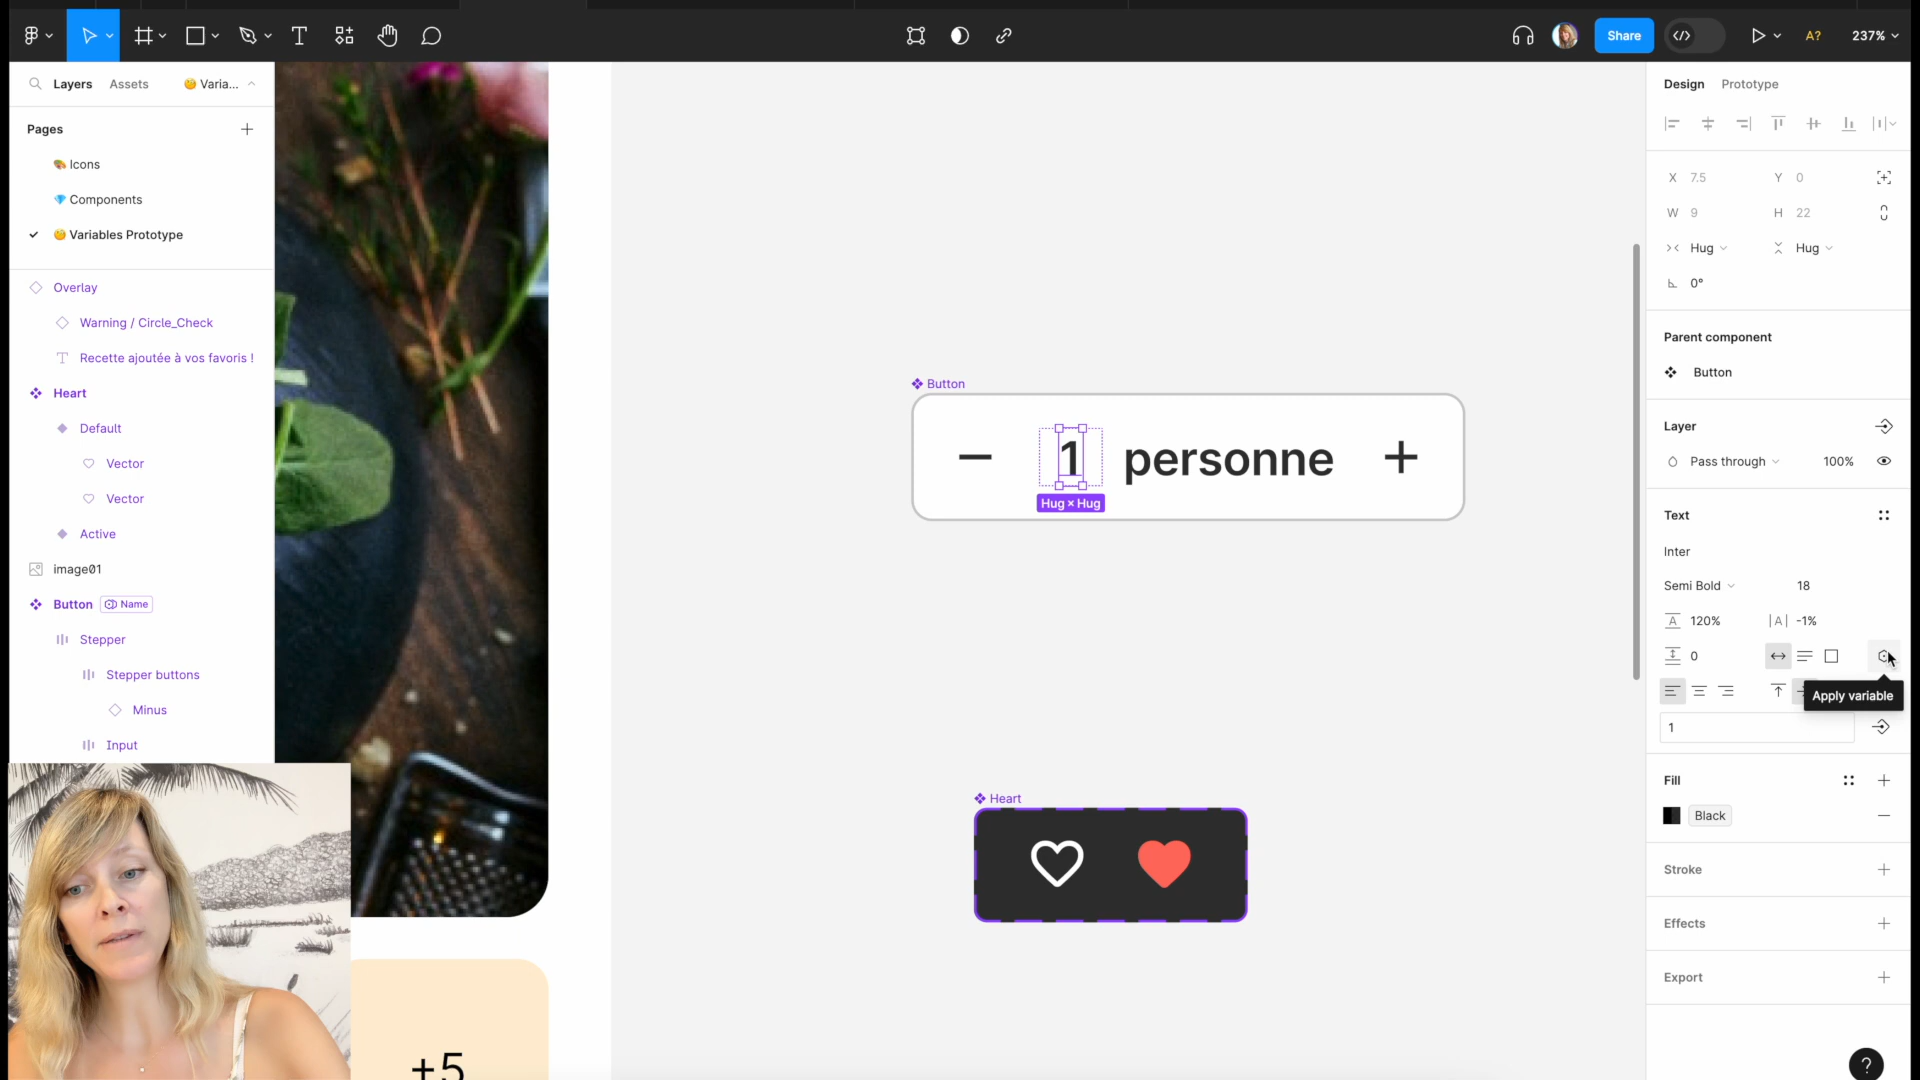 Share
A?
237%
Layers
Assets
Varia...
Pages
Icons
Components
Variables Prototype
Overlay
Warning / Circle_Check
Recette ajoutée à vos favoris !
Heart
Default
Vector
Vector
Active
image01
Button
Name
Stepper
Stepper buttons
Minus
Input
+5
Button
1 personne
Hug × Hug
Heart
Design
Prototype
X 7.5
Y 0
W 9
H 22
Hug
Hug
0°
Parent component
Button
Layer
Pass through
100%
Text
Inter
Semi Bold
18
120%
-1%
0
Apply variable
1
Fill
Black
Stroke
Effects
Export
?